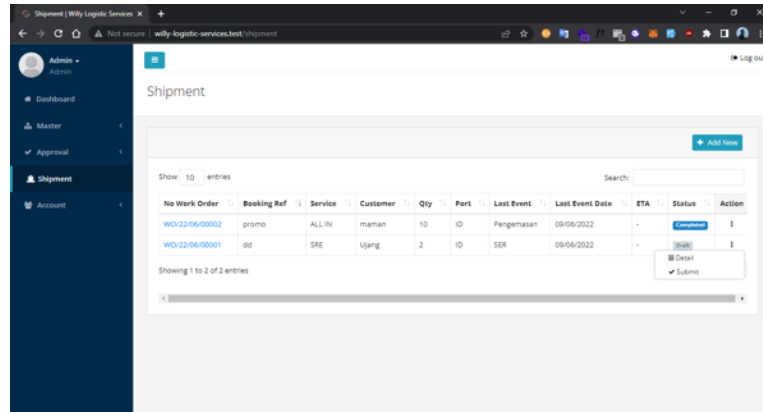 Shipment | Willy Logistic Services
Not secure | willy-logistic-services.test/shipment
Admin
Admin
Log ou
Dashboard
Master
Approval
Shipment
Account
Shipment
Add New
Show 10 entries
Search:
No Work Order Booking Ref Service Customer Qty Port Last Event Last Event Date ETA Status Action
WO/22/06/00002 promo ALL IN maman 10 ID Pengemasan 09/06/2022 - Completed
WO/22/06/00001 dd SRE Ujang 2 ID SER 09/06/2022 - Draft
Detail
Submit
Showing 1 to 2 of 2 entries